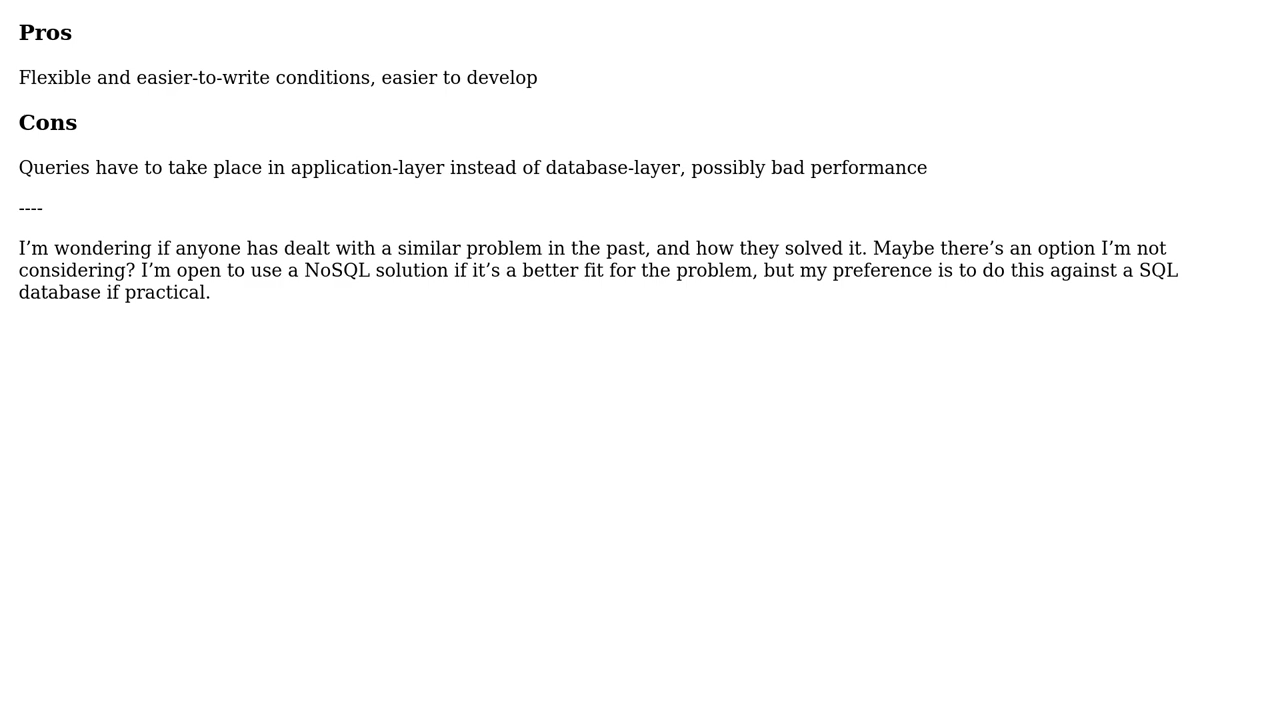 Pros
Flexible and easier-to-write conditions, easier to develop
Cons
Queries have to take place in application-layer instead of database-layer, possibly bad performance
----
I’m wondering if anyone has dealt with a similar problem in the past, and how they solved it. Maybe there’s an option I’m not
considering? I’m open to use a NoSQL solution if it’s a better fit for the problem, but my preference is to do this against a SQL
database if practical.